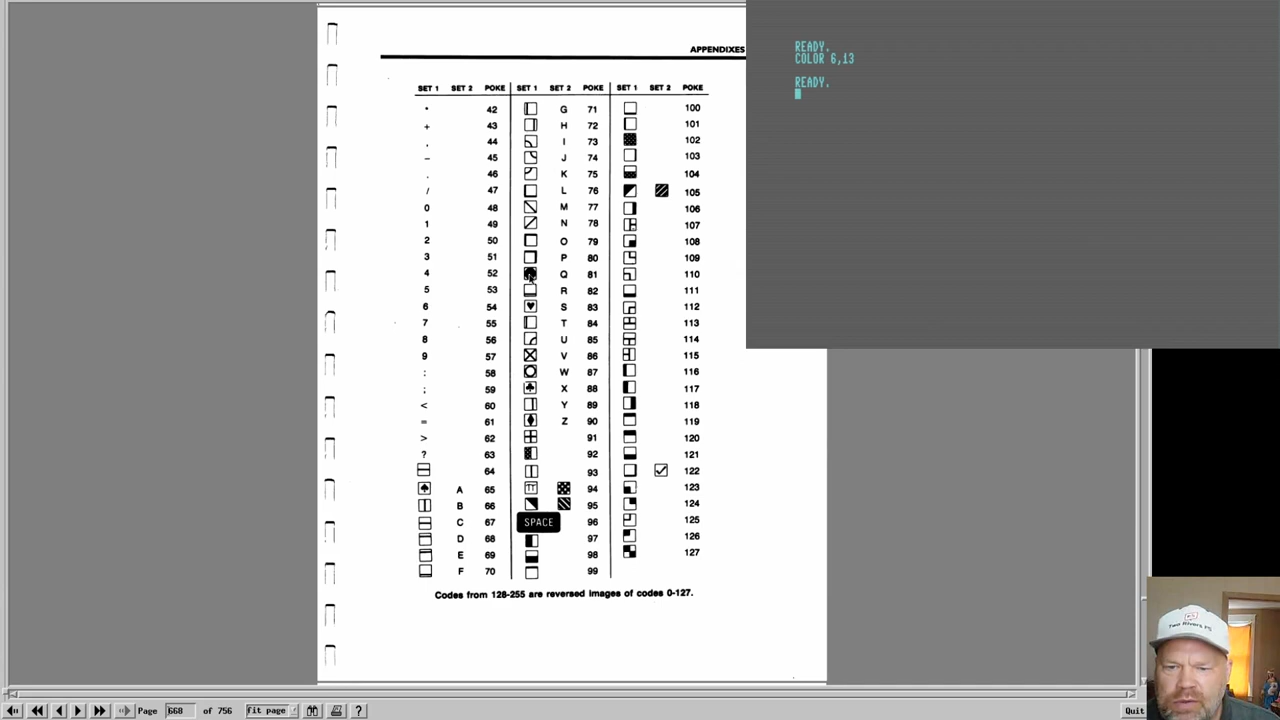 APPENDIXES
SET 1 SET 2 POKE SET 1 SET 2 POKE SET 1 SET 2 POKE
* 42 G 71 100
+ 43 H 72 101
, 44 I 73 102
– 45 J 74 103
. 46 K 75 104
/ 47 L 76 105
0 48 M 77 106
1 49 N 78 107
2 50 O 79 108
3 51 P 80 109
4 52 Q 81 110
5 53 R 82 111
6 54 ♥ S 83 112
7 55 T 84 113
8 56 U 85 114
9 57 V 86 115
: 58 W 87 116
; 59 ♣ X 88 117
< 60 Y 89 118
= 61 ♦ Z 90 119
> 62 91 120
? 63 92 121
64 93 ✓ 122
♠ A 65 π 94 123
B 66 95 124
C 67 SPACE 96 125
D 68 97 126
E 69 98 127
F 70 99
Codes from 128-255 are reversed images of codes 0-127.
READY.
COLOR 6,13
READY.
Page 668 of 756 fit page ? Quit
Two Rivers